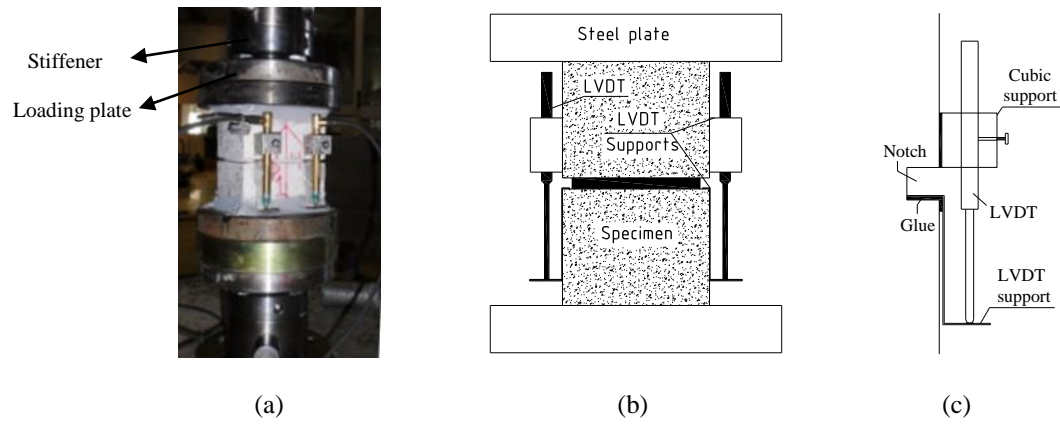 Stiffener
Loading plate
Steel plate
LVDT
LVDT
Supports
Specimen
Cubic
support
Notch
Glue
LVDT
LVDT
support
(a)
(b)
(c)